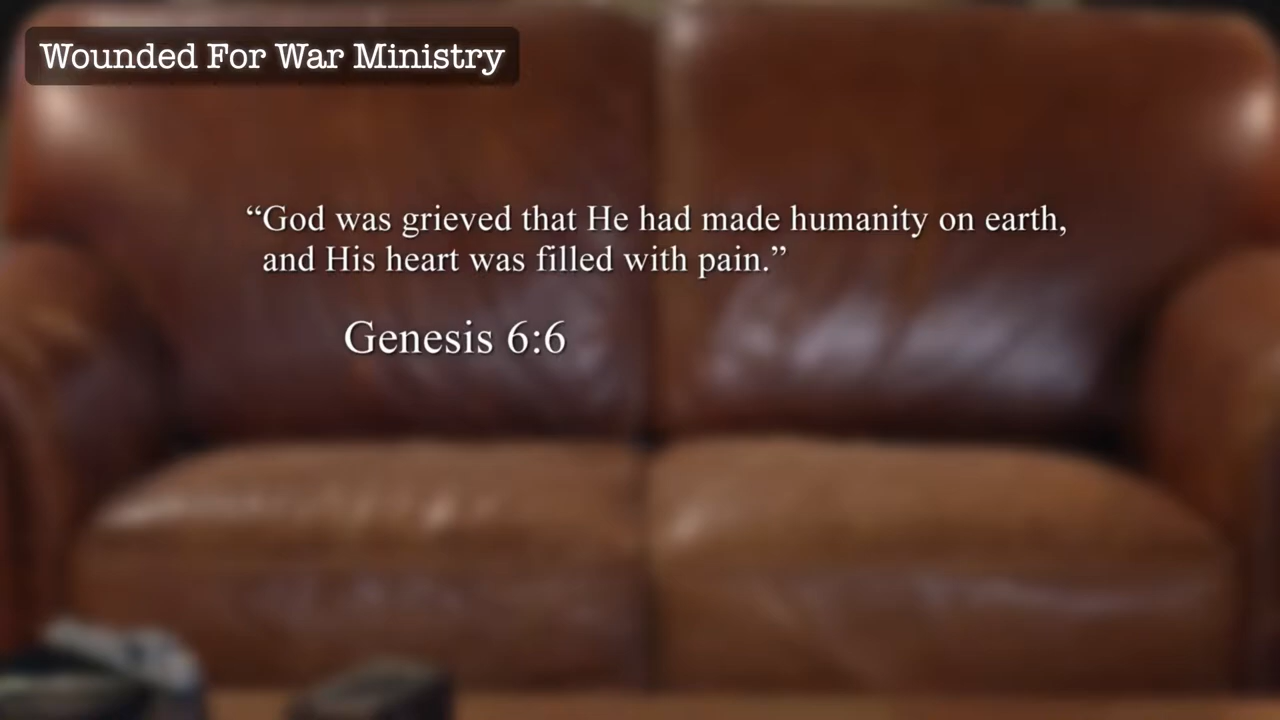 Wounded For War Ministry
“God was grieved that He had made humanity on earth,
and His heart was filled with pain.”
Genesis 6:6